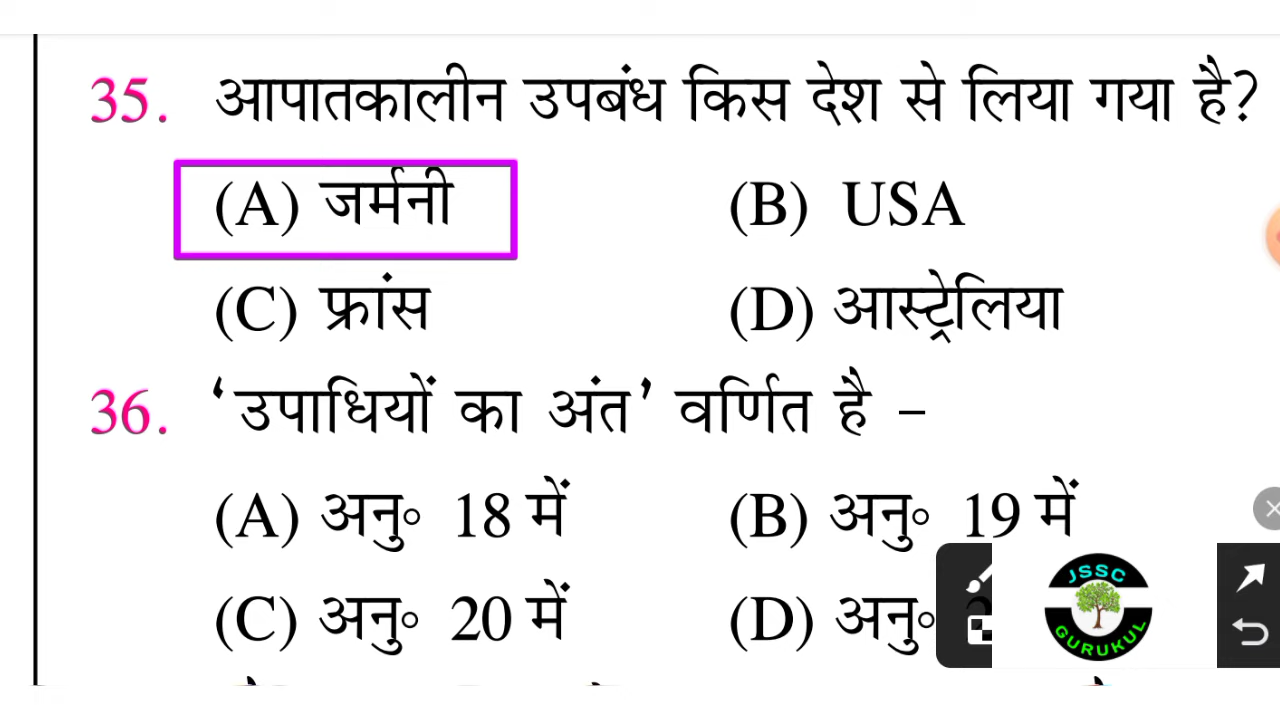 35. आपातकालीन उपबंध किस देश से लिया गया है?
(A) जर्मनी (B) USA
(C) फ्रांस (D) आस्ट्रेलिया
36. ‘उपाधियों का अंत’ वर्णित है –
(A) अनु॰ 18 में (B) अनु॰ 19 में
(C) अनु॰ 20 में (D) अनु॰
JSSC
GURUKUL